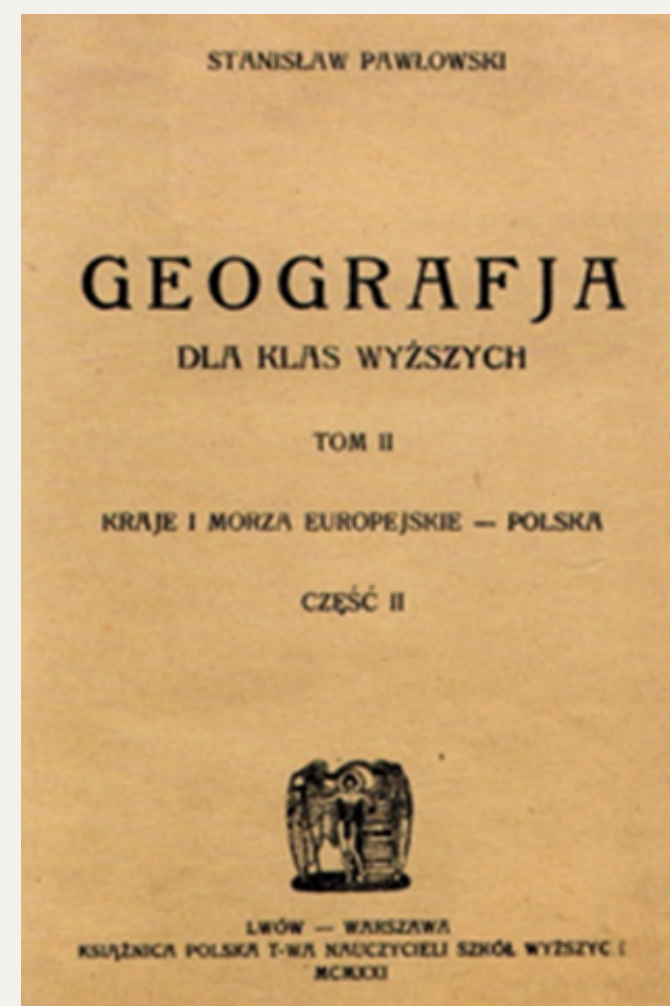 STANISŁAW PAWŁOWSKI
GEOGRAFJA
DLA KLAS WYŻSZYCH
TOM II
KRAJE I MORZA EUROPEJSKIE — POLSKA
CZĘŚĆ II
LWÓW — WARSZAWA
KSIĄŻNICA POLSKA T-WA NAUCZYCIELI SZKÓŁ WYŻSZYC
MCMXXI